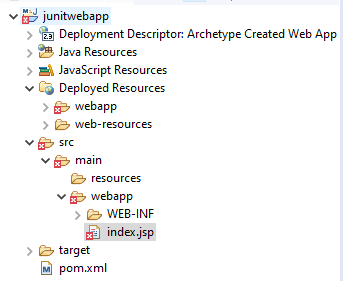 junitwebapp
Deployment Descriptor: Archetype Created Web App
Java Resources
JavaScript Resources
Deployed Resources
webapp
web-resources
src
main
resources
webapp
WEB-INF
index.jsp
target
pom.xml